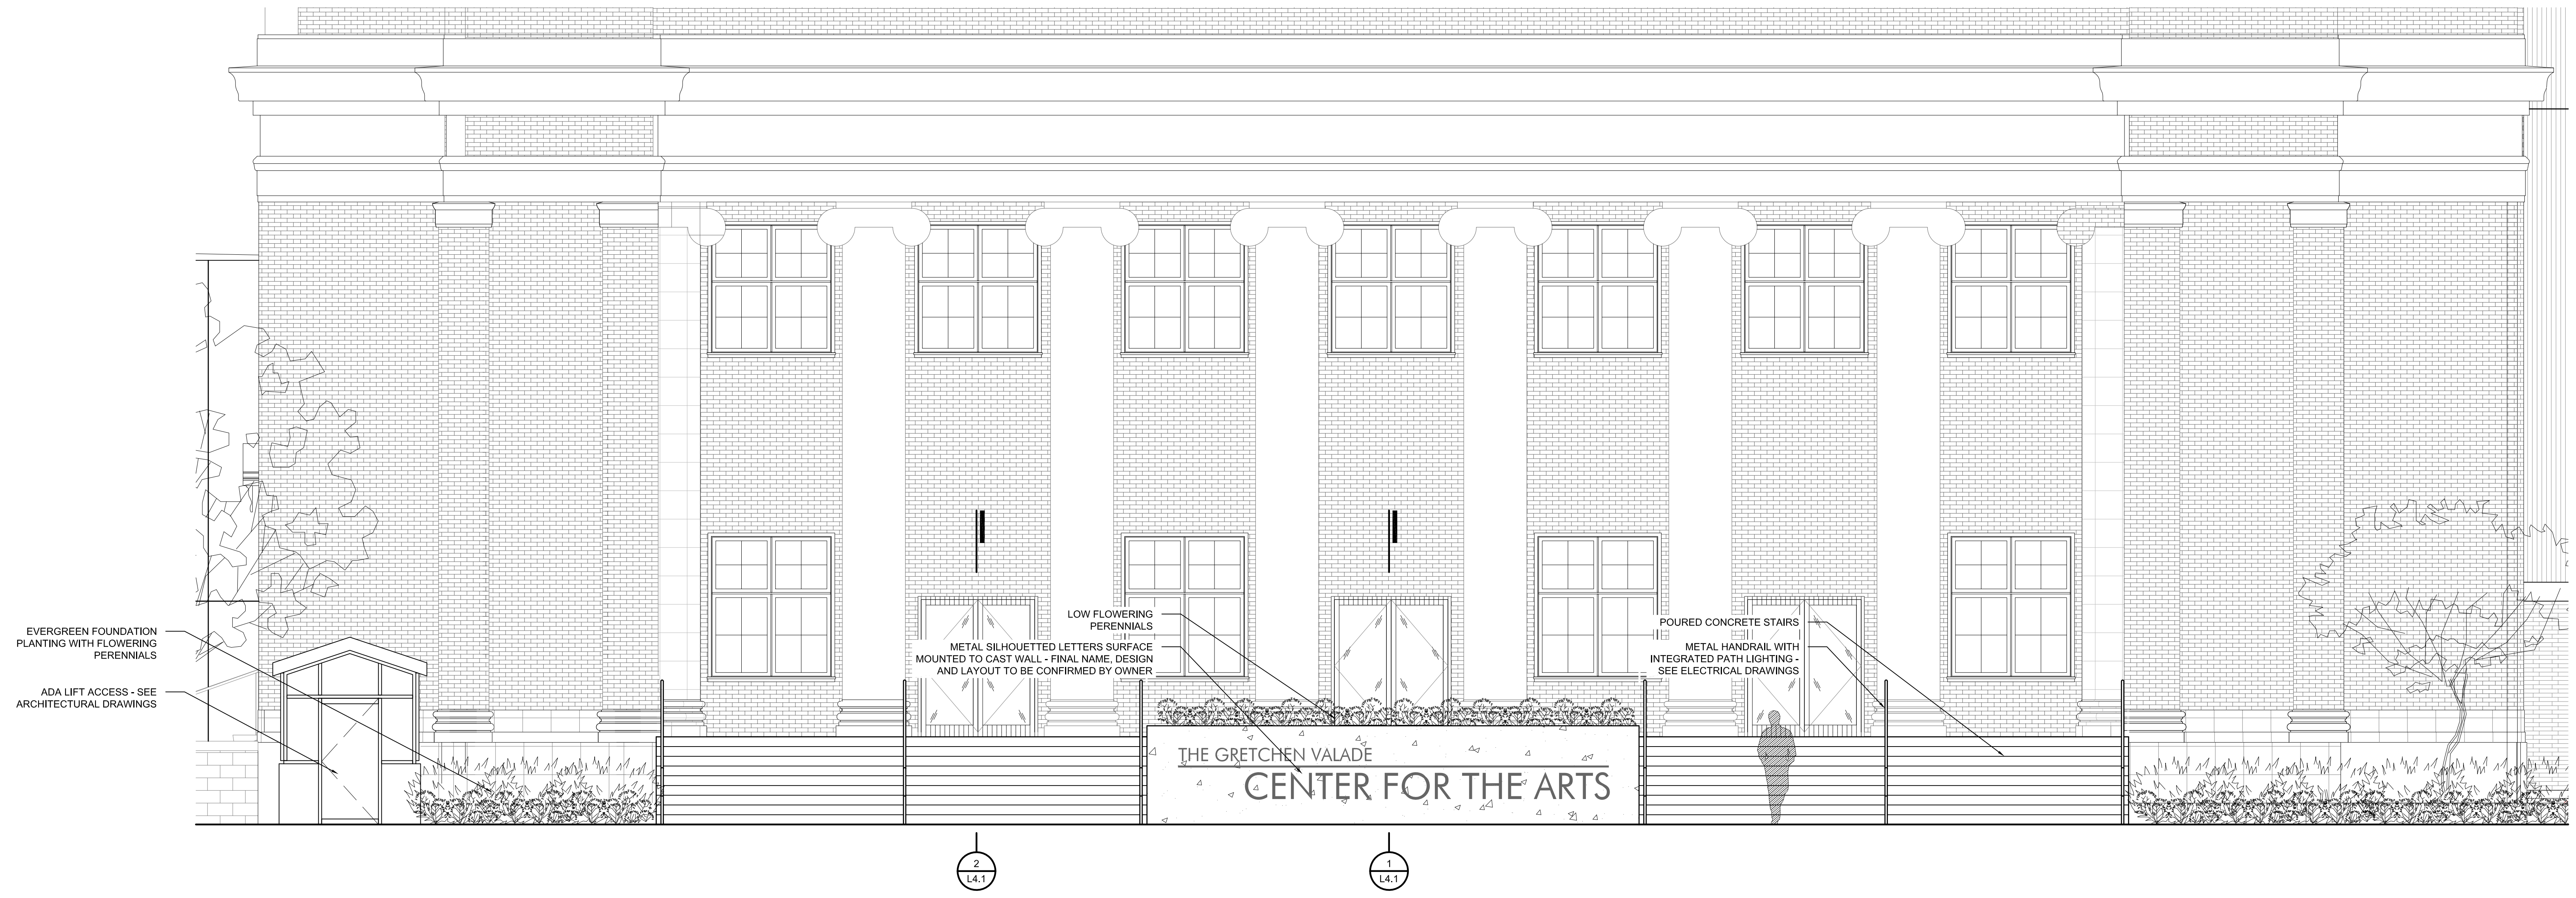 EVERGREEN FOUNDATION
PLANTING WITH FLOWERING
PERENNIALS
ADA LIFT ACCESS - SEE
ARCHITECTURAL DRAWINGS
LOW FLOWERING
PERENNIALS
METAL SILHOUETTED LETTERS SURFACE
MOUNTED TO CAST WALL - FINAL NAME, DESIGN
AND LAYOUT TO BE CONFIRMED BY OWNER
POURED CONCRETE STAIRS
METAL HANDRAIL WITH
INTEGRATED PATH LIGHTING -
SEE ELECTRICAL DRAWINGS
THE GRETCHEN VALADE
CENTER FOR THE ARTS
2
L4.1
1
L4.1